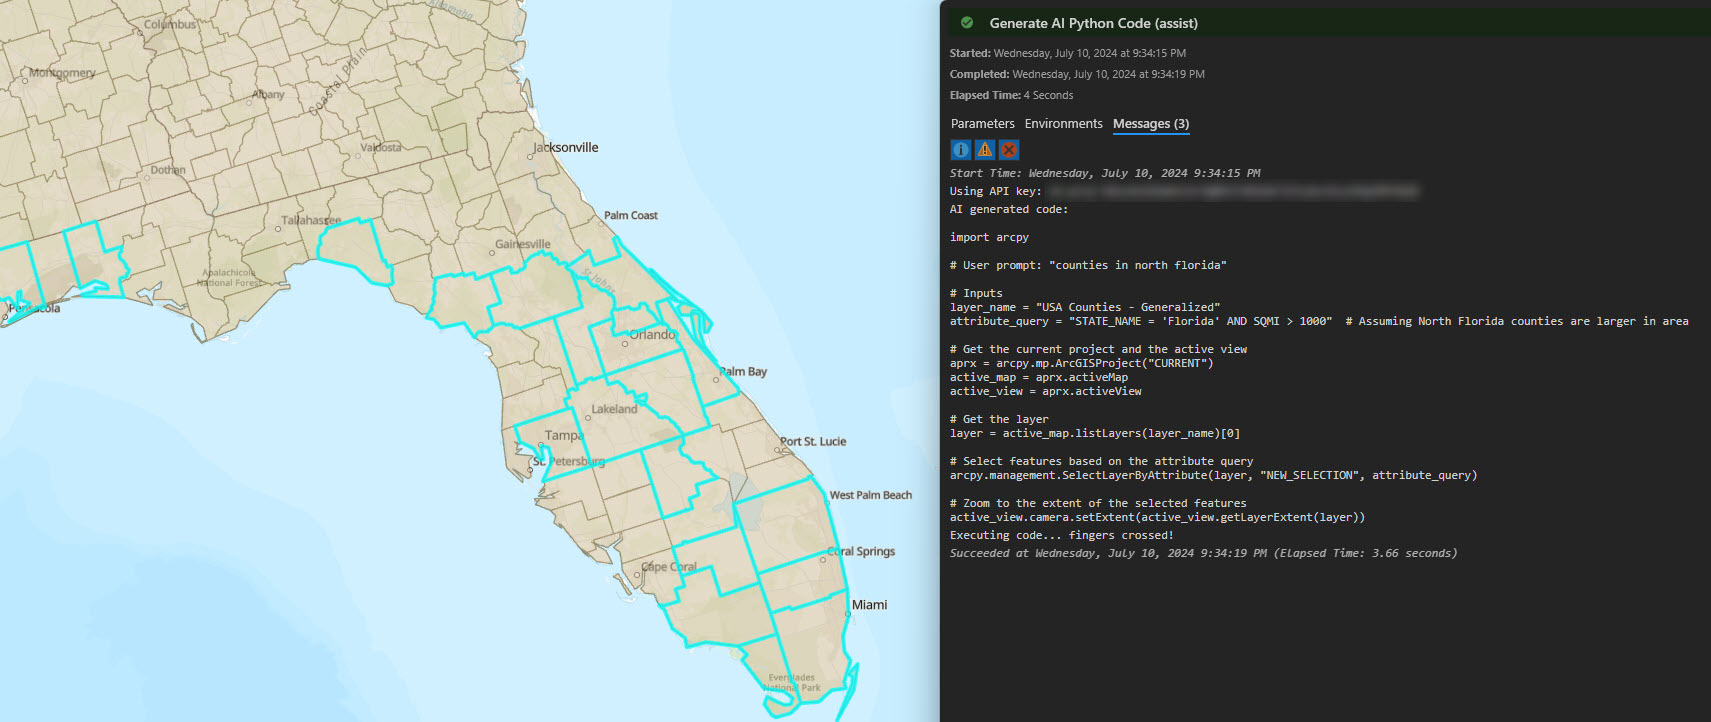 Alabama
Columbus
Montgomery
Coastal Plain
Albany
Valdosta
Dothan
Jacksonville
Tallahassee
Palm Coast
Gainesville
Apalachicola
National Forest
St Johns
Pensacola
Orlando
Palm Bay
Lakeland
Tampa
Port St. Lucie
St. Petersburg
West Palm Beach
Coral Springs
Cape Coral
Miami
Everglades
National Park
Generate AI Python Code (assist)
Started: Wednesday, July 10, 2024 at 9:34:15 PM
Completed: Wednesday, July 10, 2024 at 9:34:19 PM
Elapsed Time: 4 Seconds
Parameters Environments Messages (3)
Start Time: Wednesday, July 10, 2024 9:34:15 PM
Using API key:
AI generated code:
import arcpy
# User prompt: "counties in north florida"
# Inputs
layer_name = "USA Counties - Generalized"
attribute_query = "STATE_NAME = 'Florida' AND SQMI > 1000"  # Assuming North Florida counties are larger in area
# Get the current project and the active view
aprx = arcpy.mp.ArcGISProject("CURRENT")
active_map = aprx.activeMap
active_view = aprx.activeView
# Get the layer
layer = active_map.listLayers(layer_name)[0]
# Select features based on the attribute query
arcpy.management.SelectLayerByAttribute(layer, "NEW_SELECTION", attribute_query)
# Zoom to the extent of the selected features
active_view.camera.setExtent(active_view.getLayerExtent(layer))
Executing code... fingers crossed!
Succeeded at Wednesday, July 10, 2024 9:34:19 PM (Elapsed Time: 3.66 seconds)